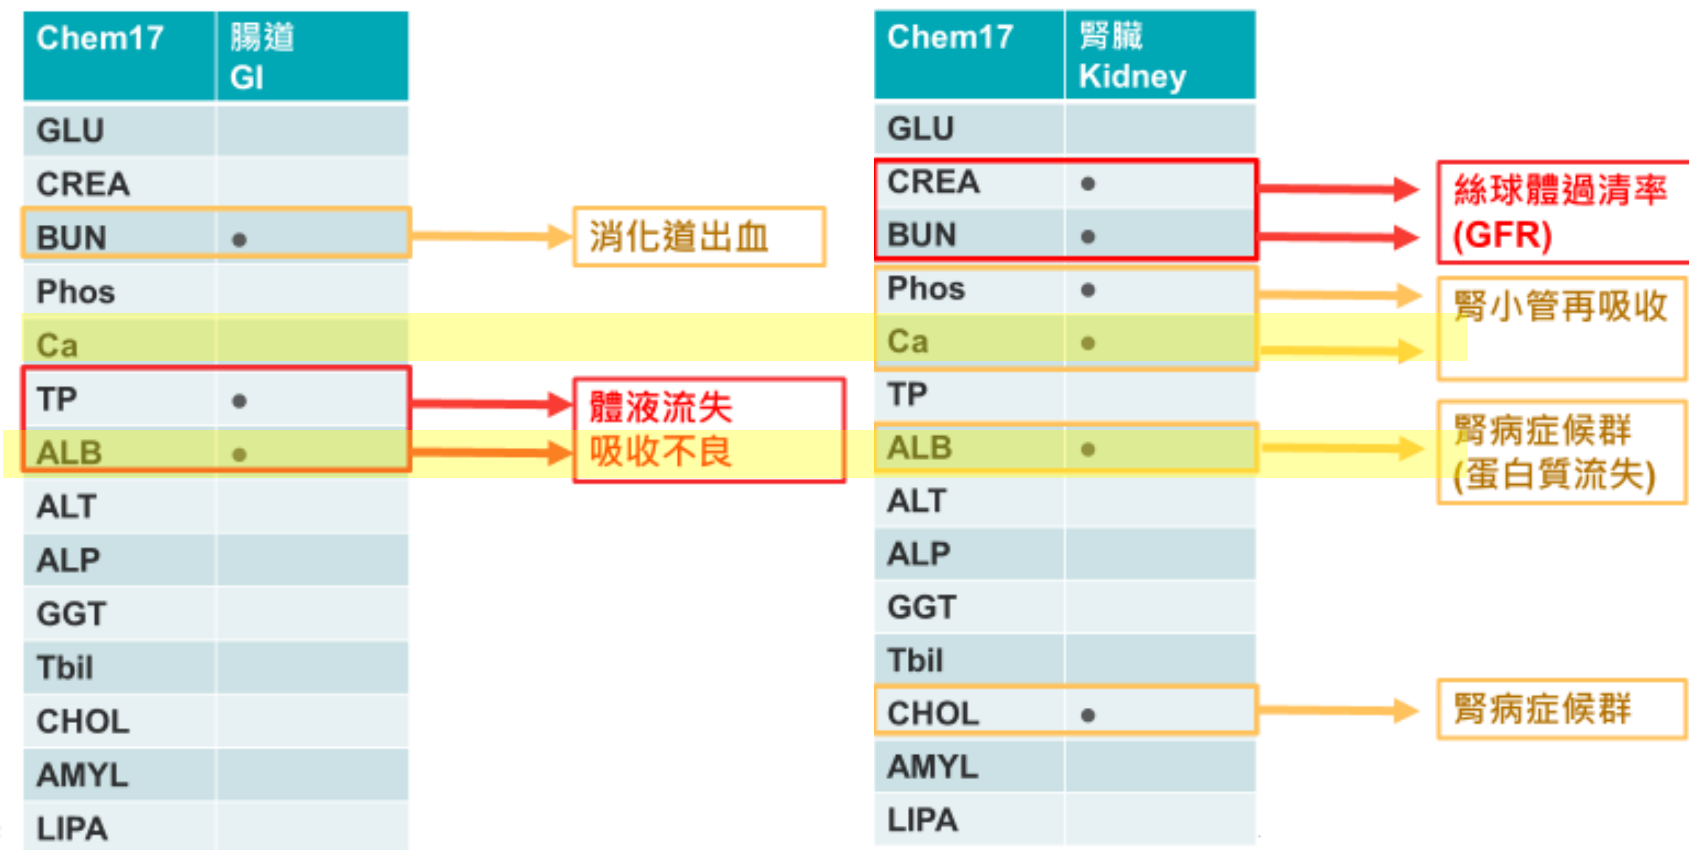 Chem17 腸道
GI
GLU
CREA
BUN ● 消化道出血
Phos
Ca
TP ● 體液流失
ALB ● 吸收不良
ALT
ALP
GGT
Tbil
CHOL
AMYL
LIPA
Chem17 腎臟
Kidney
GLU
CREA ● 絲球體過清率
BUN ● (GFR)
Phos ● 腎小管再吸收
Ca ●
TP
ALB ● 腎病症候群
(蛋白質流失)
ALT
ALP
GGT
Tbil
CHOL ● 腎病症候群
AMYL
LIPA